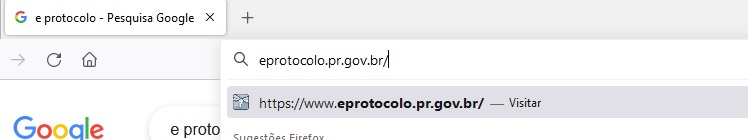 e protocolo - Pesquisa Google
eprotocolo.pr.gov.br/
https://www.eprotocolo.pr.gov.br/ — Visitar
Google
e proto
Sugestões Firefox